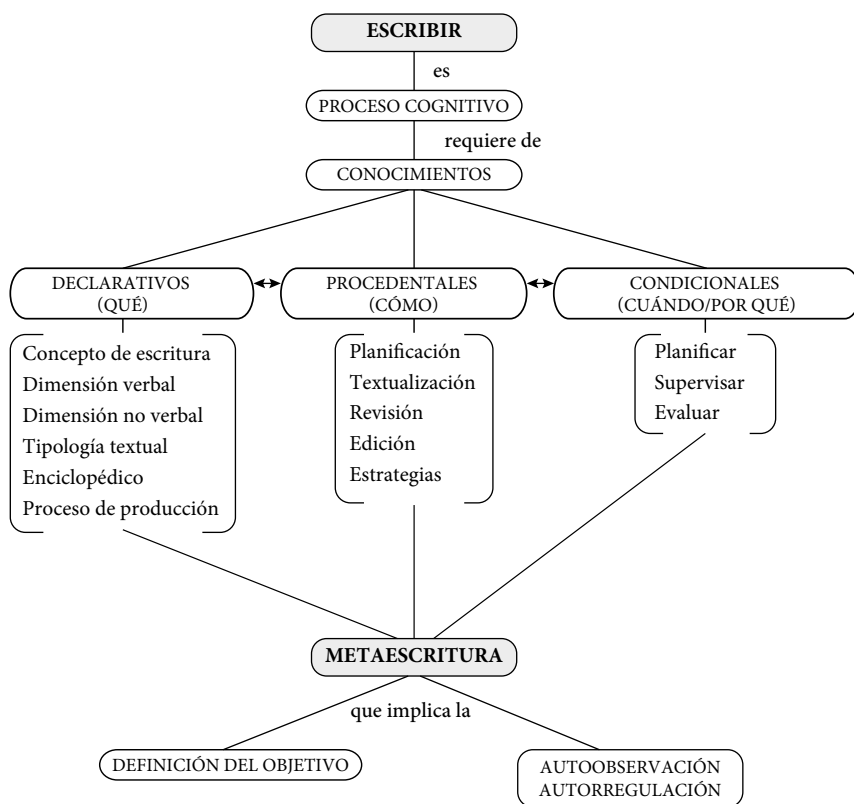 ESCRIBIR
es
PROCESO COGNITIVO
requiere de
CONOCIMIENTOS
DECLARATIVOS
(QUÉ)
PROCEDENTALES
(CÓMO)
CONDICIONALES
(CUÁNDO/POR QUÉ)
Concepto de escritura
Dimensión verbal
Dimensión no verbal
Tipología textual
Enciclopédico
Proceso de producción
Planificación
Textualización
Revisión
Edición
Estrategias
Planificar
Supervisar
Evaluar
METAESCRITURA
que implica la
DEFINICIÓN DEL OBJETIVO
AUTOOBSERVACIÓN
AUTORREGULACIÓN